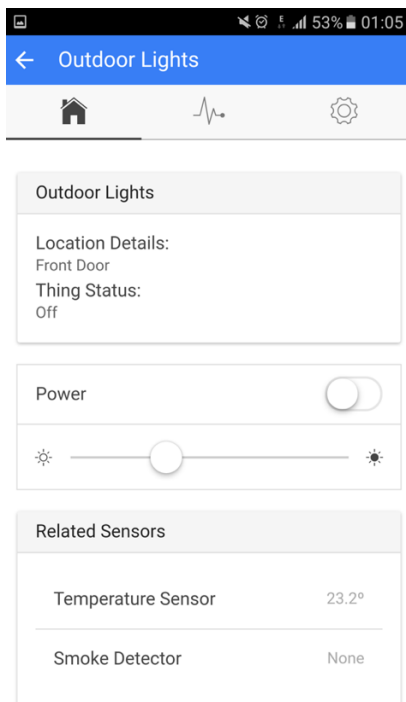 53% 01:05
Outdoor Lights
Outdoor Lights
Location Details:
Front Door
Thing Status:
Off
Power
Related Sensors
Temperature Sensor 23.2º
Smoke Detector None